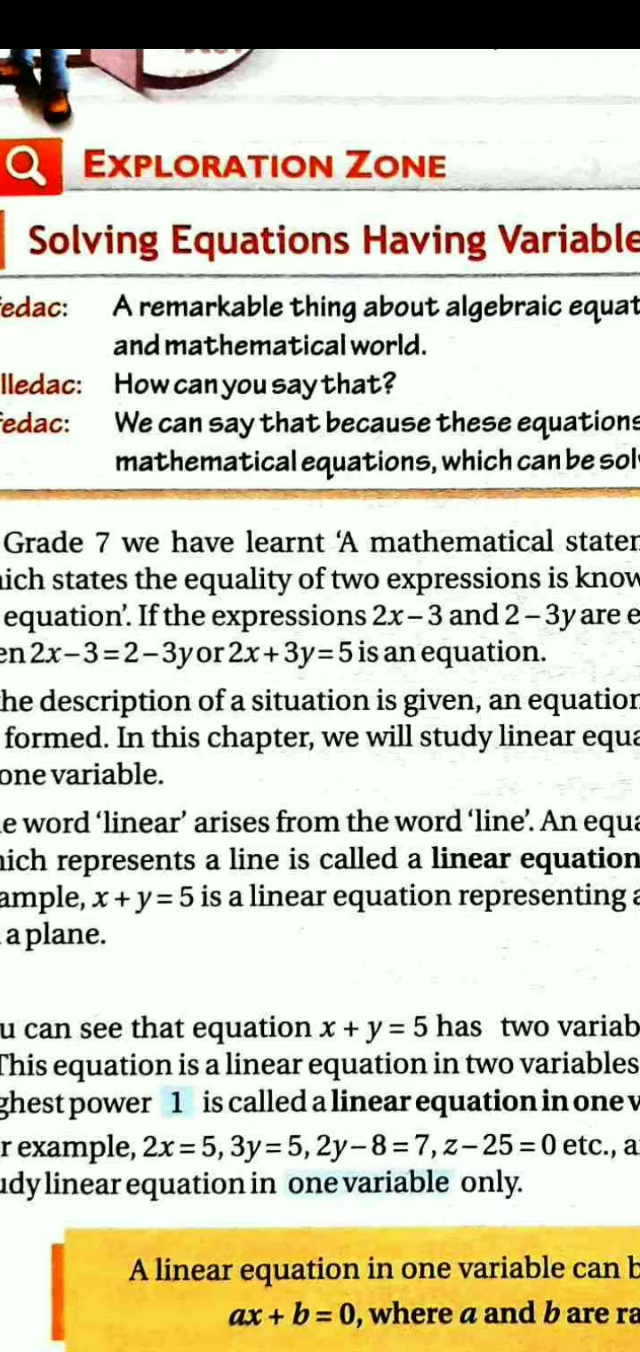 EXPLORATION ZONE
Solving Equations Having Variable
edac: A remarkable thing about algebraic equat
and mathematical world.
lledac: How can you say that?
edac: We can say that because these equations
mathematical equations, which can be sol
Grade 7 we have learnt ‘A mathematical stater
ich states the equality of two expressions is know
equation’. If the expressions 2x – 3 and 2 – 3y are e
en 2x – 3 = 2 – 3y or 2x + 3y = 5 is an equation.
he description of a situation is given, an equation
formed. In this chapter, we will study linear equa
one variable.
e word ‘linear’ arises from the word ‘line’. An equa
ich represents a line is called a linear equation
ample, x + y = 5 is a linear equation representing a
a plane.
u can see that equation x + y = 5 has two variab
This equation is a linear equation in two variables
ghest power 1 is called a linear equation in one v
r example, 2x = 5, 3y = 5, 2y – 8 = 7, z – 25 = 0 etc., a
udy linear equation in one variable only.
A linear equation in one variable can b
ax + b = 0, where a and b are ra